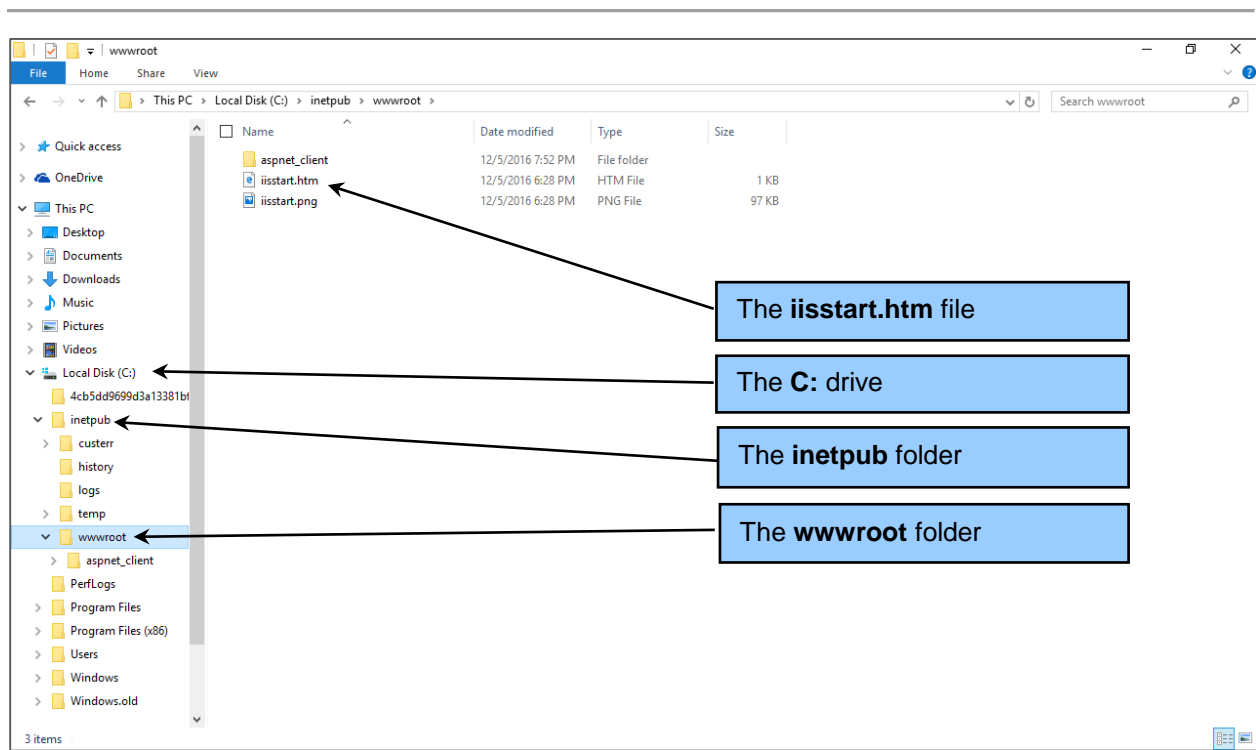 wwwroot
File Home Share View
This PC > Local Disk (C:) > inetpub > wwwroot >
Search wwwroot
Name Date modified Type Size
Quick access
OneDrive
This PC
Desktop
Documents
Downloads
Music
Pictures
Videos
Local Disk (C:)
4cb5dd9699d3a13381bf
inetpub
custerr
history
logs
temp
wwwroot
aspnet_client
PerfLogs
Program Files
Program Files (x86)
Users
Windows
Windows.old
aspnet_client 12/5/2016 7:52 PM File folder
iisstart.htm 12/5/2016 6:28 PM HTM File 1 KB
iisstart.png 12/5/2016 6:28 PM PNG File 97 KB
The iisstart.htm file
The C: drive
The inetpub folder
The wwwroot folder
3 items